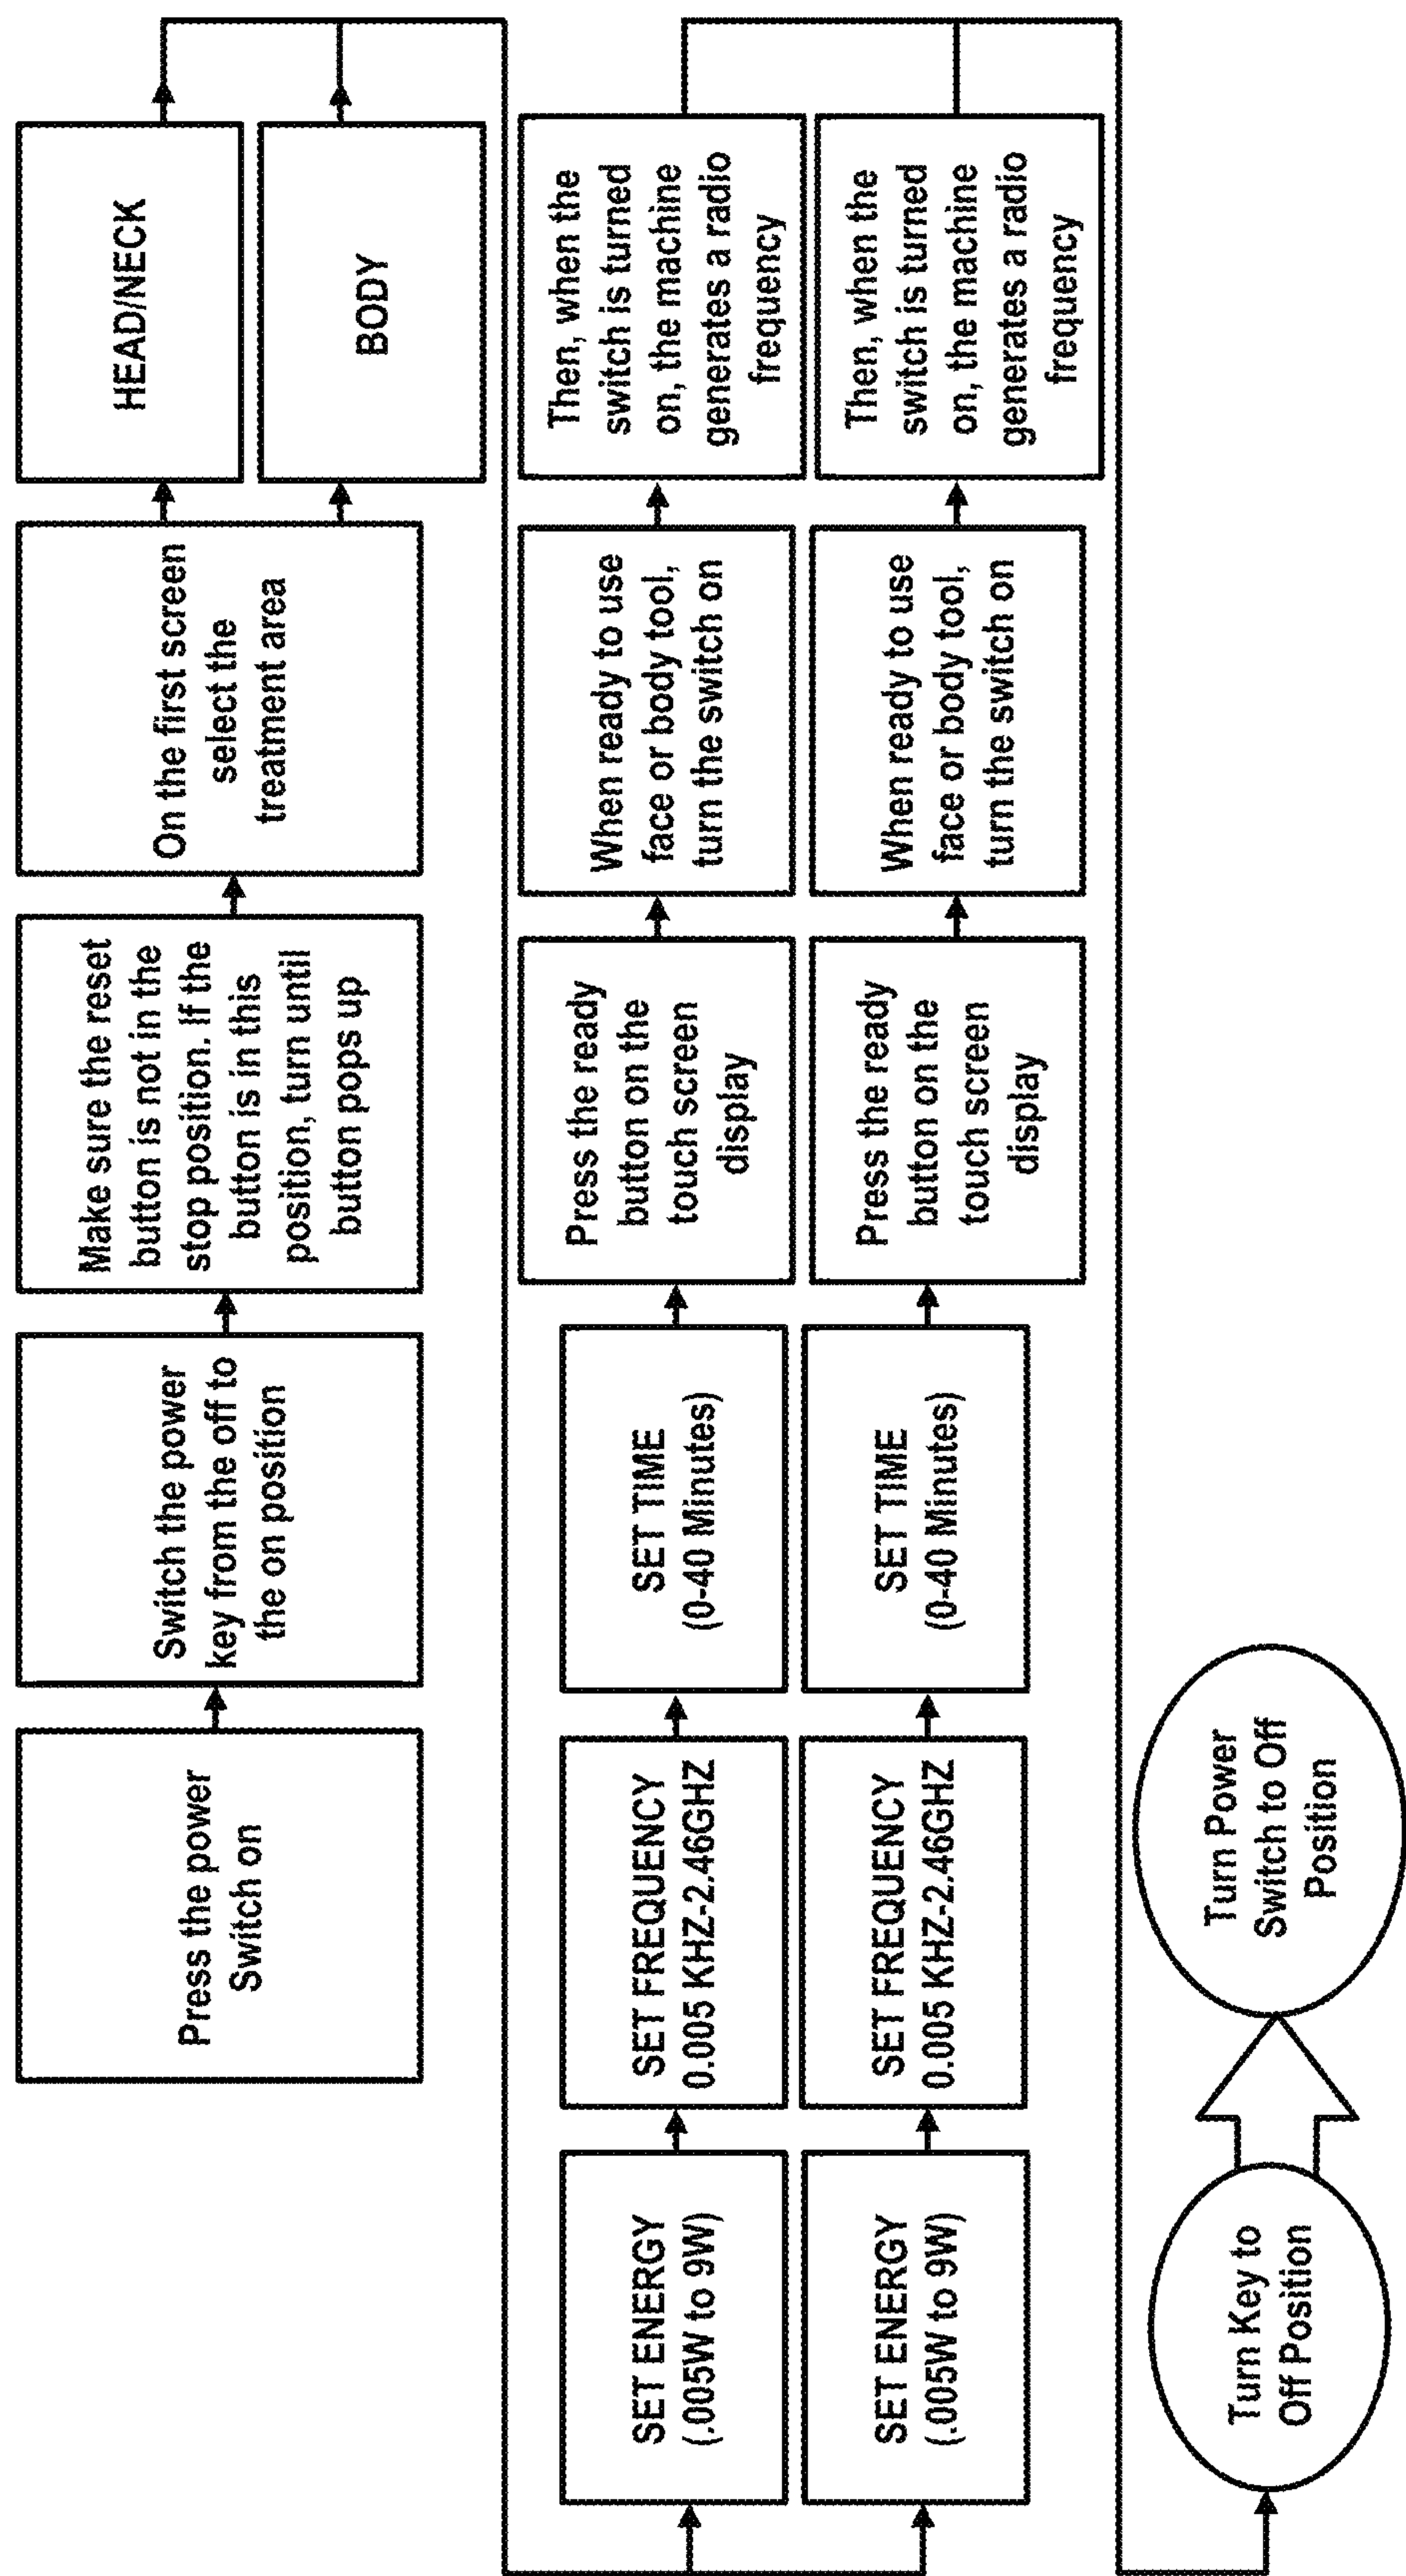 Press the power
Switch on
Switch the power
key from the off to
the on position
Make sure the reset
button is not in the
stop position. If the
button is in this
position, turn until
button pops up
On the first screen
select the
treatment area
HEAD/NECK
BODY
SET ENERGY
(.005W to 9W)
SET FREQUENCY
0.005 KHZ-2.46GHZ
SET TIME
(0-40 Minutes)
Press the ready
button on the
touch screen
display
When ready to use
face or body tool,
turn the switch on
Then, when the
switch is turned
on, the machine
generates a radio
frequency
SET ENERGY
(.005W to 9W)
SET FREQUENCY
0.005 KHZ-2.46GHZ
SET TIME
(0-40 Minutes)
Press the ready
button on the
touch screen
display
When ready to use
face or body tool,
turn the switch on
Then, when the
switch is turned
on, the machine
generates a radio
frequency
Turn Key to
Off Position
Turn Power
Switch to Off
Position